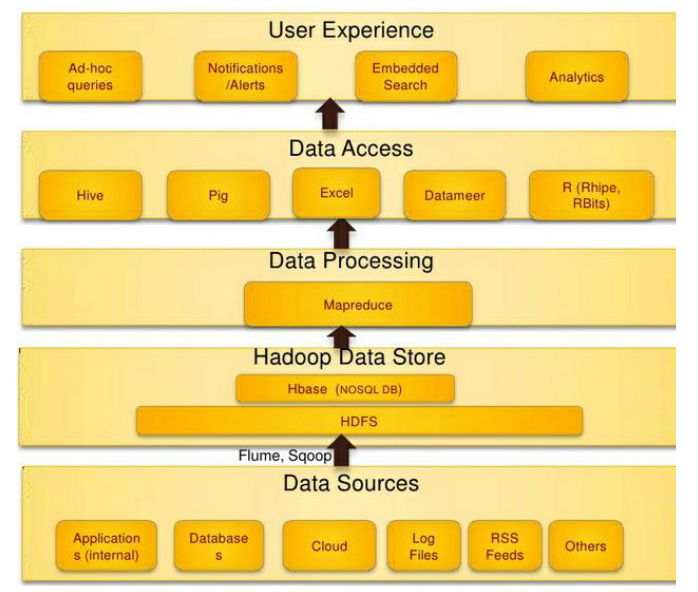 User Experience
Ad-hoc
queries
Notifications
/Alerts
Embedded
Search
Analytics
Data Access
Hive
Pig
Excel
Datameer
R (Rhipe,
RBits)
Data Processing
Mapreduce
Hadoop Data Store
Hbase (NOSQL DB)
HDFS
Flume, Sqoop
Data Sources
Application
s (internal)
Database
s
Cloud
Log
Files
RSS
Feeds
Others